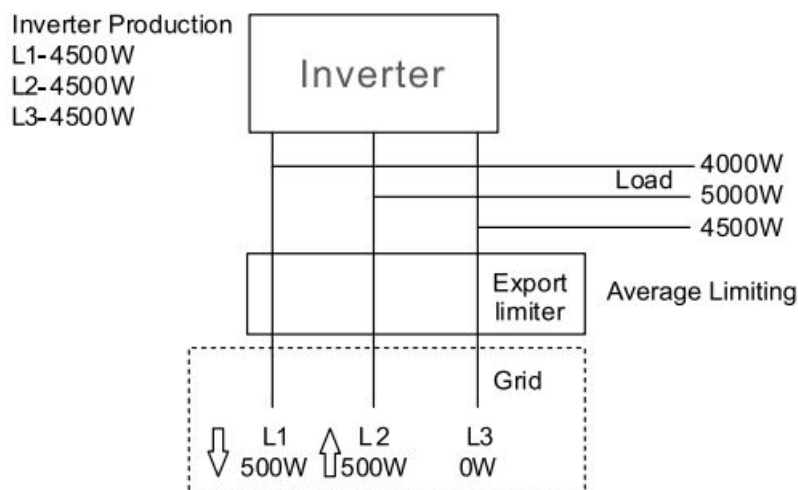 Inverter Production
L1-4500W
L2-4500W
L3-4500W
Inverter
4000W
Load
5000W
4500W
Export
limiter
Average Limiting
Grid
L1 L2 L3
500W 500W 0W